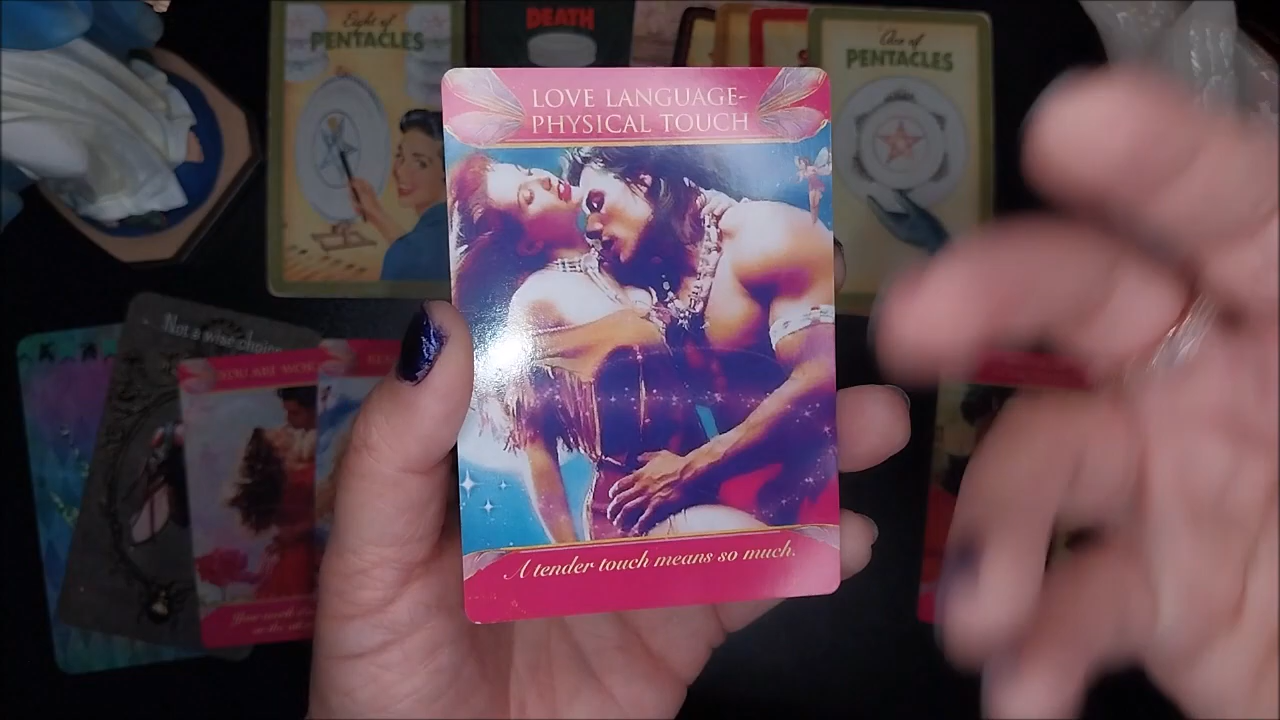 Eight of
PENTACLES
DEATH
Ace of
PENTACLES
LOVE LANGUAGE-
PHYSICAL TOUCH
A tender touch means so much.
Not a wise choice
YOU ARE